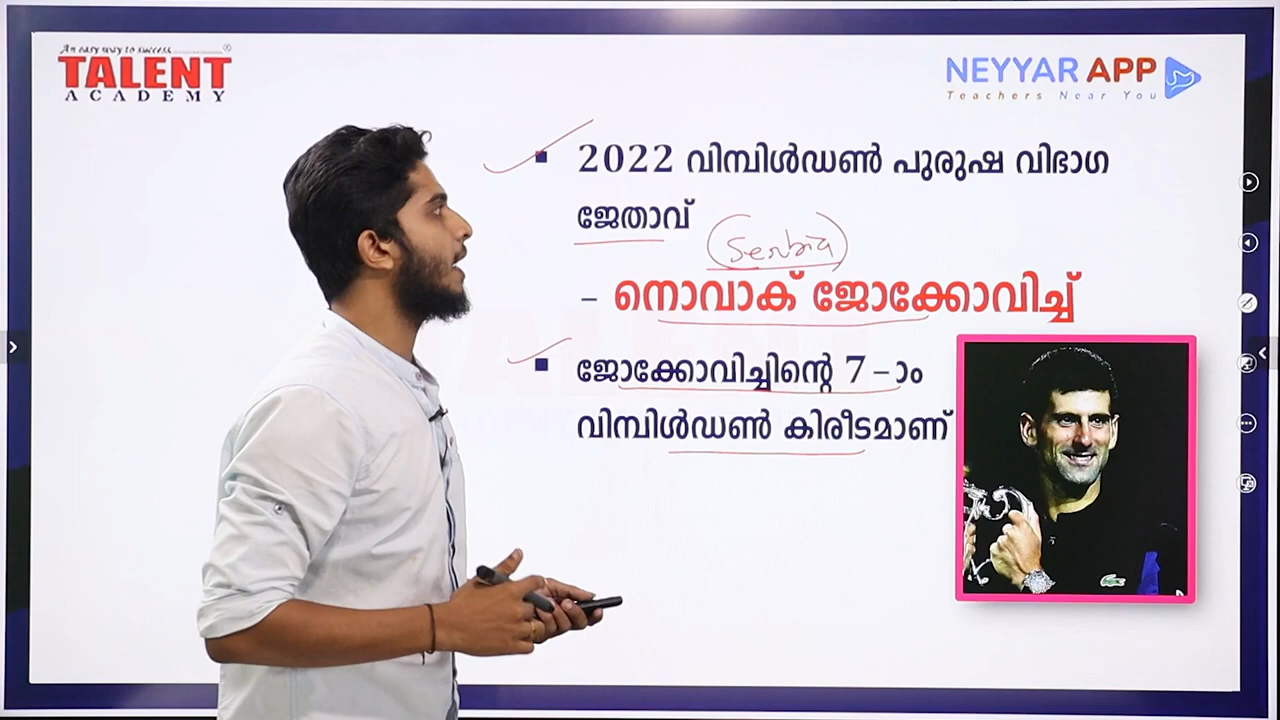 An easy way to success ..............®
TALENT
ACADEMY
NEYYAR APP
Teachers Near You
2022 വിമ്പിൾഡൺ പുരുഷ വിഭാഗ
ജേതാവ്
(Serbia)
– നൊവാക് ജോക്കോവിച്ച്
ജോക്കോവിച്ചിന്റെ 7-ാം
വിമ്പിൾഡൺ കിരീടമാണ്